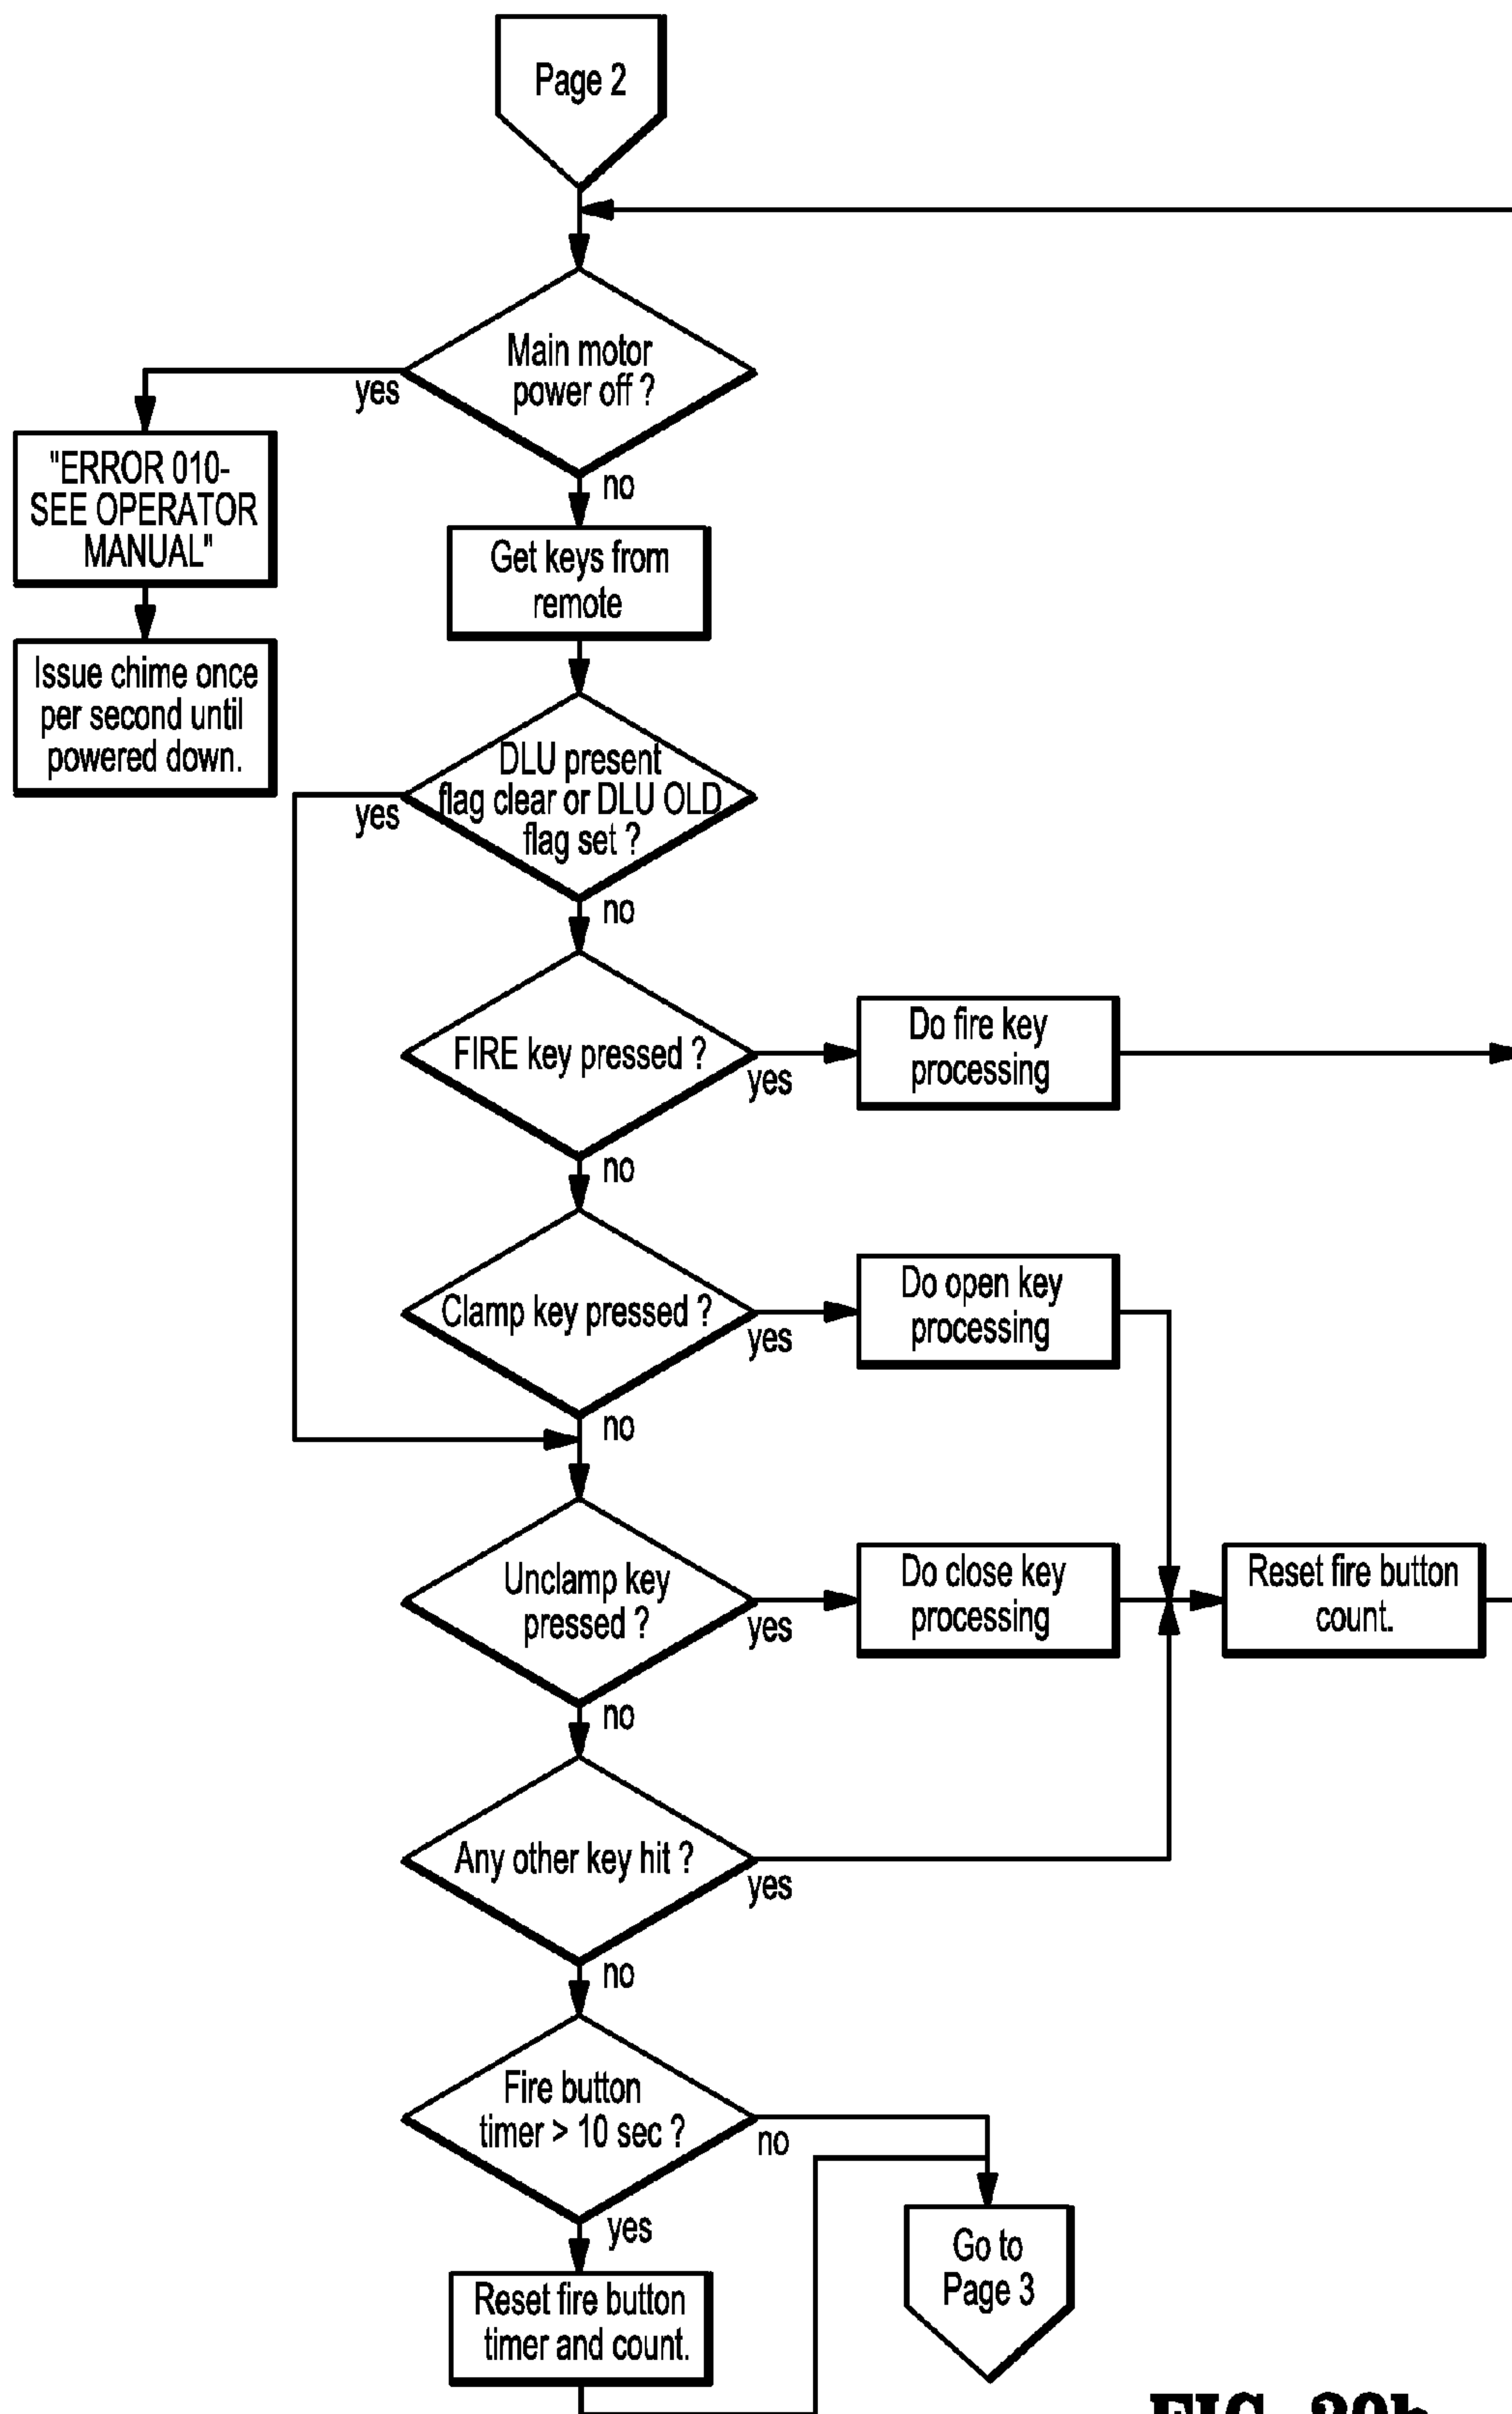 Page 2
Main motor
power off ?
yes
no
"ERROR 010-
SEE OPERATOR
MANUAL"
Get keys from
remote
Issue chime once
per second until
powered down.
DLU present
flag clear or DLU OLD
flag set ?
yes
no
FIRE key pressed ?
yes
no
Do fire key
processing
Clamp key pressed ?
yes
no
Do open key
processing
Unclamp key
pressed ?
yes
no
Do close key
processing
Reset fire button
count.
Any other key hit ?
yes
no
Fire button
timer > 10 sec ?
no
yes
Go to
Page 3
Reset fire button
timer and count.